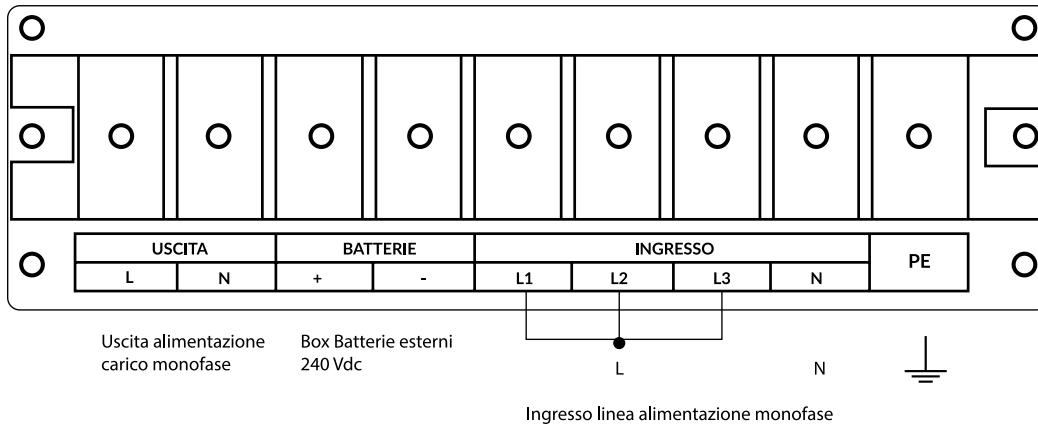 USCITA BATTERIE INGRESSO PE
L N + - L1 L2 L3 N
Uscita alimentazione
carico monofase
Box Batterie esterni
240 Vdc
L N
Ingresso linea alimentazione monofase